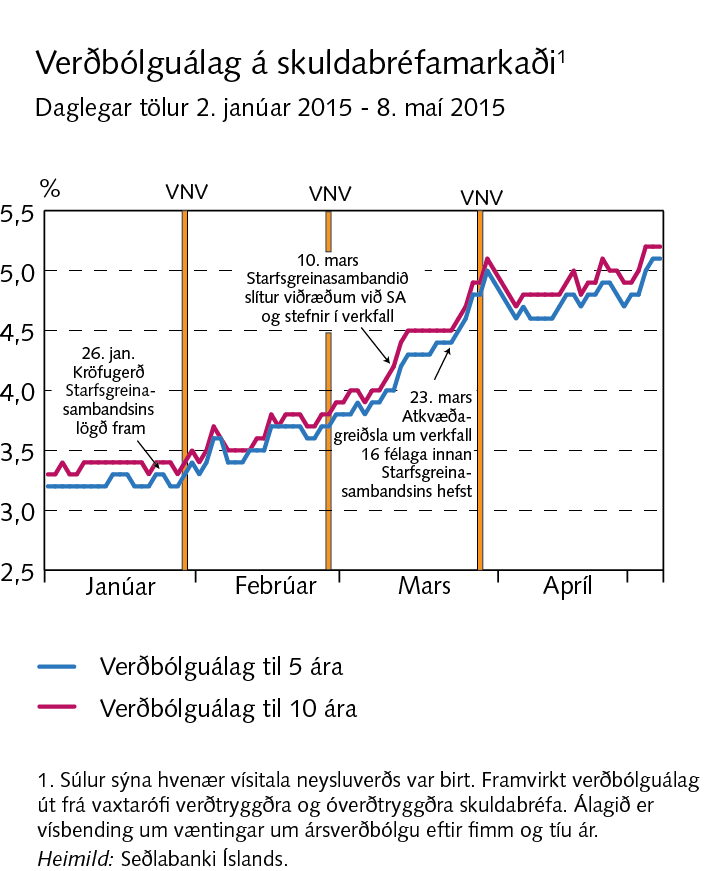 Verðbólguálag á skuldabréfamarkaði¹
Daglegar tölur 2. janúar 2015 - 8. maí 2015
%
VNV
VNV
VNV
5,5
5,0
4,5
4,0
3,5
3,0
2,5
10. mars
Starfsgreinasambandið
slítur viðræðum við SA
og stefnir í verkfall
26. jan.
Kröfugerð
Starfsgreina-
sambandsins
lögð fram
23. mars
Atkvæða-
greiðsla um verkfall
16 félaga innan
Starfsgreina-
sambandsins hefst
Janúar
Febrúar
Mars
Apríl
Verðbólguálag til 5 ára
Verðbólguálag til 10 ára
1. Súlur sýna hvenær vísitala neysluverðs var birt. Framvirkt verðbólguálag
út frá vaxtarófi verðtryggðra og óverðtryggðra skuldabréfa. Álagið er
vísbending um væntingar um ársverðbólgu eftir fimm og tíu ár.
Heimild: Seðlabanki Íslands.